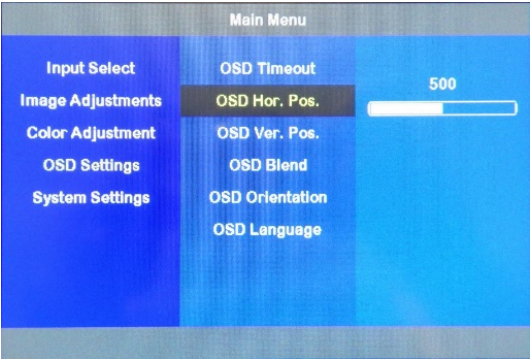 Main Menu
Input Select
Image Adjustments
Color Adjustment
OSD Settings
System Settings
OSD Timeout
OSD Hor. Pos.
OSD Ver. Pos.
OSD Blend
OSD Orientation
OSD Language
500